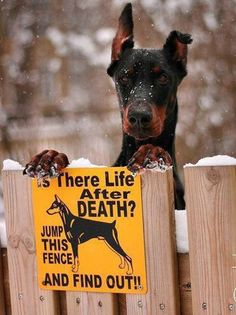 Is There Life
After
DEATH?
JUMP
THIS
FENCE
AND FIND OUT!!